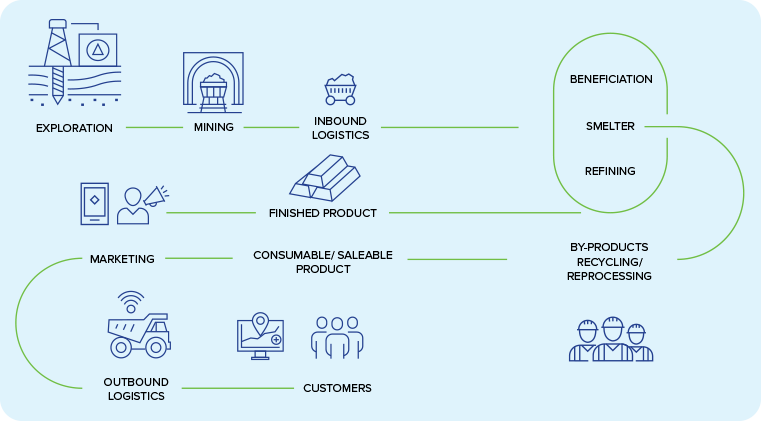 EXPLORATION
MINING
INBOUND
LOGISTICS
BENEFICIATION
SMELTER
REFINING
FINISHED PRODUCT
MARKETING
CONSUMABLE/ SALEABLE
PRODUCT
BY-PRODUCTS
RECYCLING/
REPROCESSING
OUTBOUND
LOGISTICS
CUSTOMERS